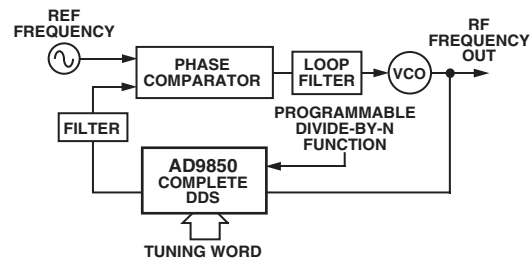 REF
FREQUENCY
PHASE
COMPARATOR
LOOP
FILTER
VCO
RF
FREQUENCY
OUT
FILTER
PROGRAMMABLE
DIVIDE-BY-N
FUNCTION
AD9850
COMPLETE
DDS
TUNING WORD